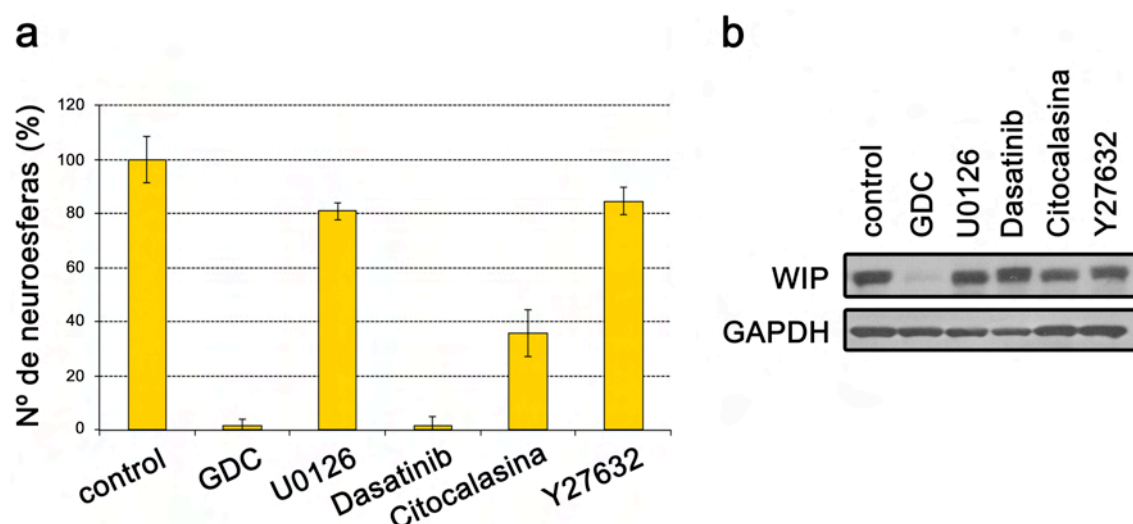 a
Nº de neuroesferas (%)
120
100
80
60
40
20
0
control
GDC
U0126
Dasatinib
Citocalasina
Y27632
b
control
GDC
U0126
Dasatinib
Citocalasina
Y27632
WIP
GAPDH